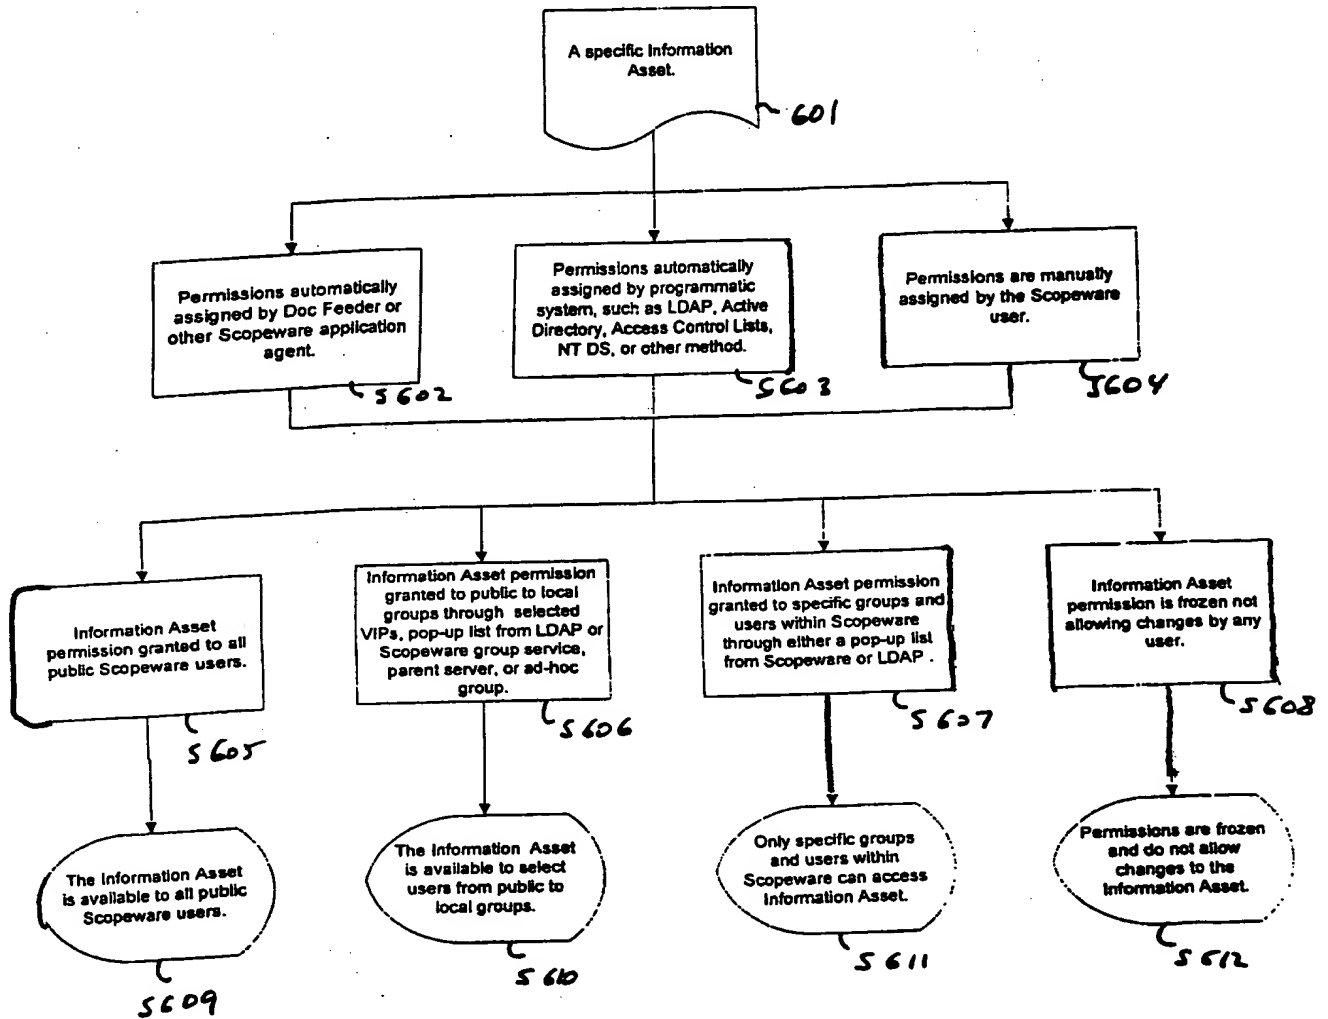 A specific Information
Asset.
601
Permissions automatically
assigned by Doc Feeder or
other Scopeware application
agent.
S602
Permissions automatically
assigned by programmatic
system, such as LDAP, Active
Directory, Access Control Lists,
NT DS, or other method.
S603
Permissions are manually
assigned by the Scopeware
user.
S604
Information Asset
permission granted to all
public Scopeware users.
S605
Information Asset permission
granted to public to local
groups through selected
VIPs, pop-up list from LDAP or
Scopeware group service,
parent server, or ad-hoc
group.
S606
Information Asset permission
granted to specific groups and
users within Scopeware
through either a pop-up list
from Scopeware or LDAP .
S607
Information Asset
permission is frozen not
allowing changes by any
user.
S608
The Information Asset
is available to all public
Scopeware users.
S609
The Information Asset
is available to select
users from public to
local groups.
S610
Only specific groups
and users within
Scopeware can access
Information Asset.
S611
Permissions are frozen
and do not allow
changes to the
Information Asset.
S612